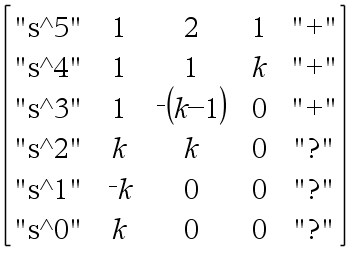 "s^5" 1 2 1 "+"
"s^4" 1 1 k "+"
"s^3" 1 -(k-1) 0 "+"
"s^2" k k 0 "?"
"s^1" -k 0 0 "?"
"s^0" k 0 0 "?"